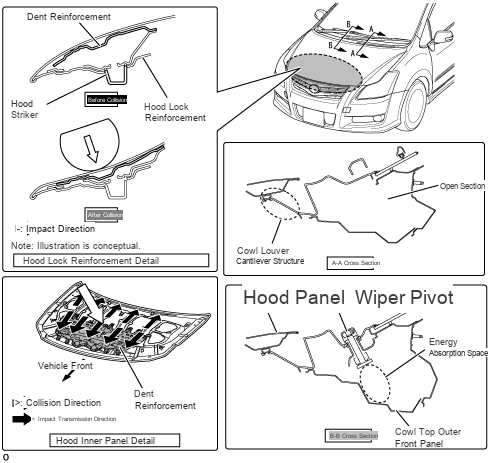 Dent Reinforcement
Hood
Striker
Before Collision
Hood Lock
Reinforcement
After Collision
: Impact Direction
Note: Illustration is conceptual.
Hood Lock Reinforcement Detail
B
A
B
A
Open Section
Cowl Louver
Cantilever Structure
A-A Cross Section
Vehicle Front
Dent
Reinforcement
: Collision Direction
: Impact Transmission Direction
Hood Inner Panel Detail
Hood Panel Wiper Pivot
Energy
Absorption Space
Cowl Top Outer
Front Panel
B-B Cross Section
o